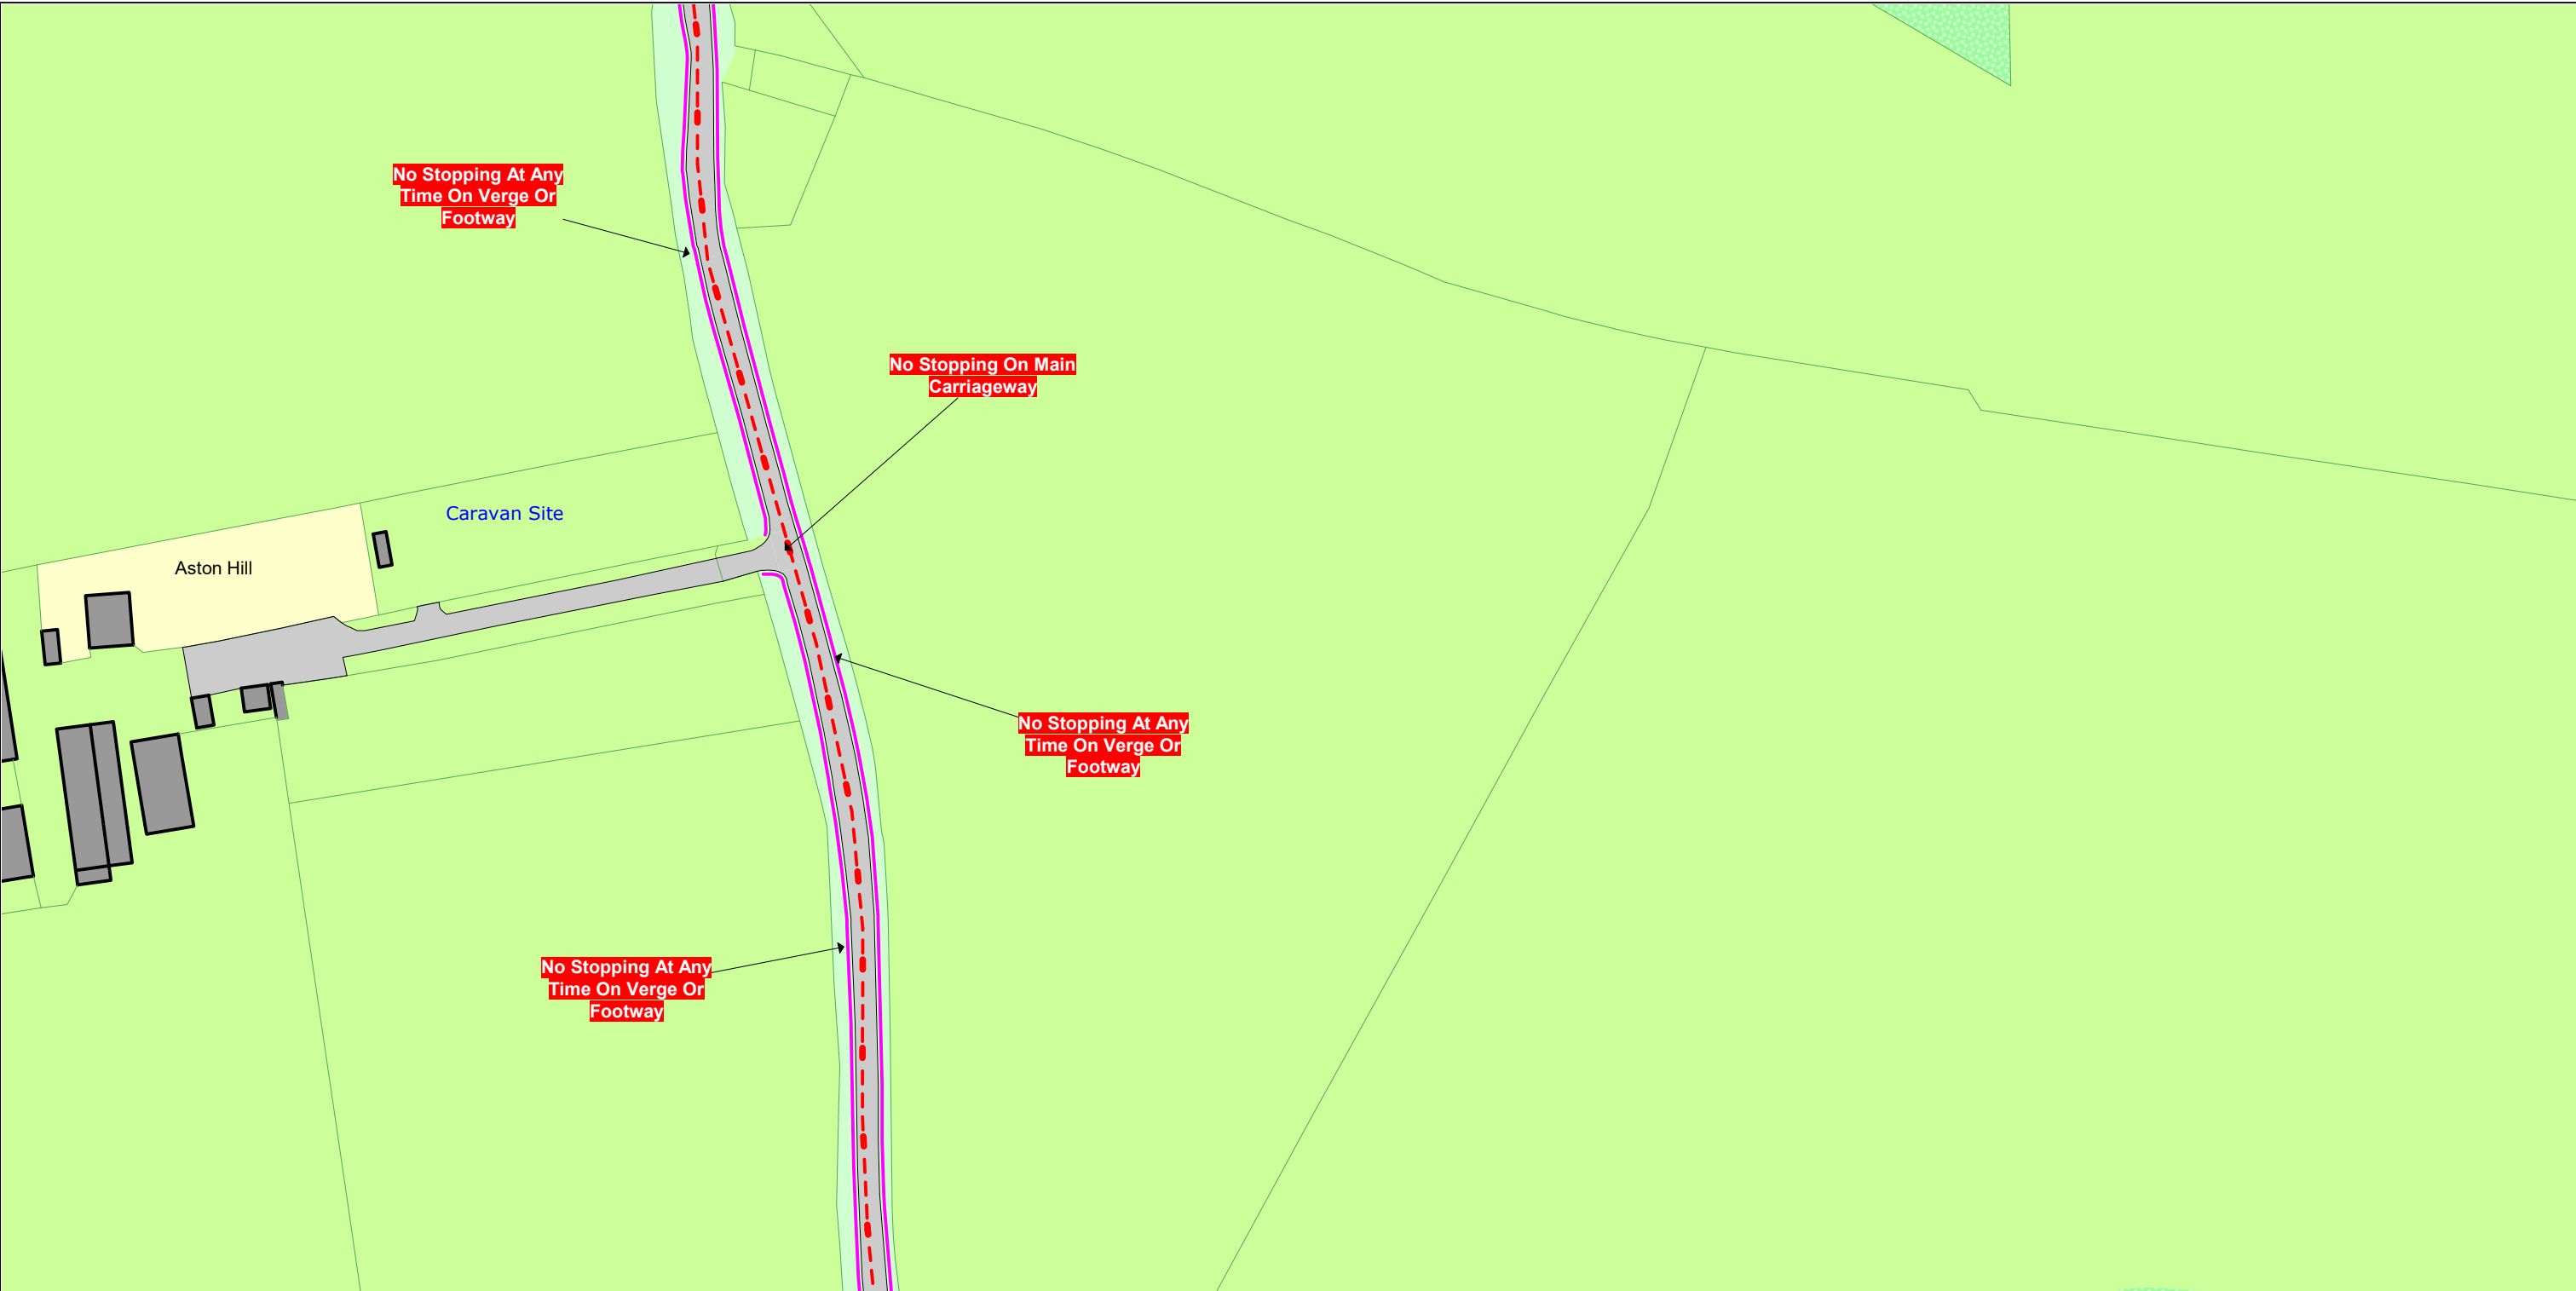 No Stopping At Any
Time On Verge Or
Footway
No Stopping On Main
Carriageway
Caravan Site
Aston Hill
No Stopping At Any
Time On Verge Or
Footway
No Stopping At Any
Time On Verge Or
Footway